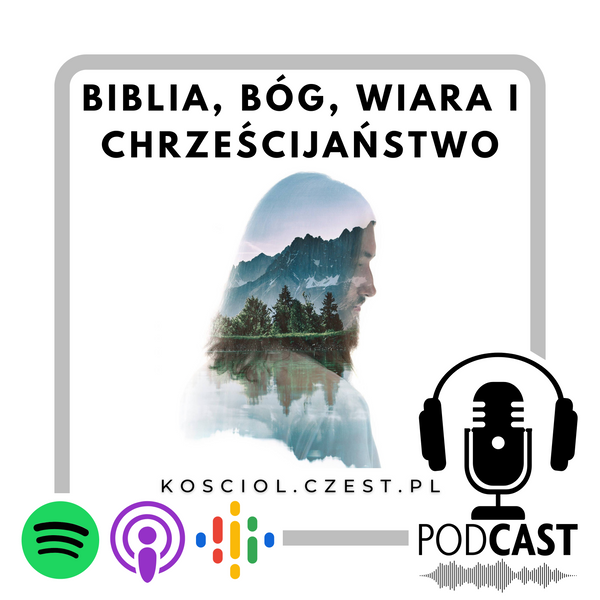 BIBLIA, BÓG, WIARA I
CHRZEŚCIJAŃSTWO
KOSCIOL.CZEST.PL
PODCAST